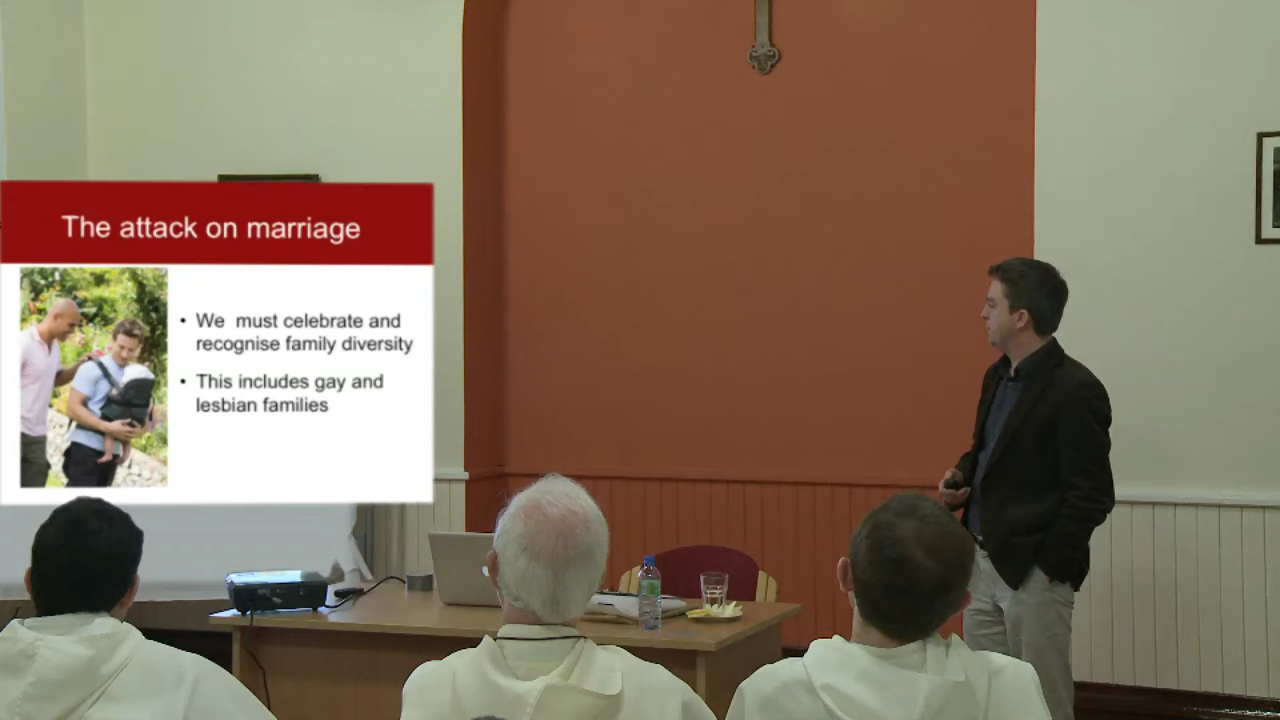 The attack on marriage
• We must celebrate and
recognise family diversity
• This includes gay and
lesbian families